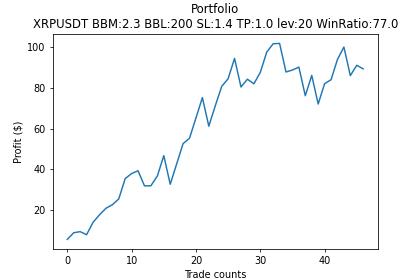 Portfolio
XRPUSDT BBM:2.3 BBL:200 SL:1.4 TP:1.0 lev:20 WinRatio:77.0
100
80
60
40
20
Profit ($)
0 10 20 30 40
Trade counts